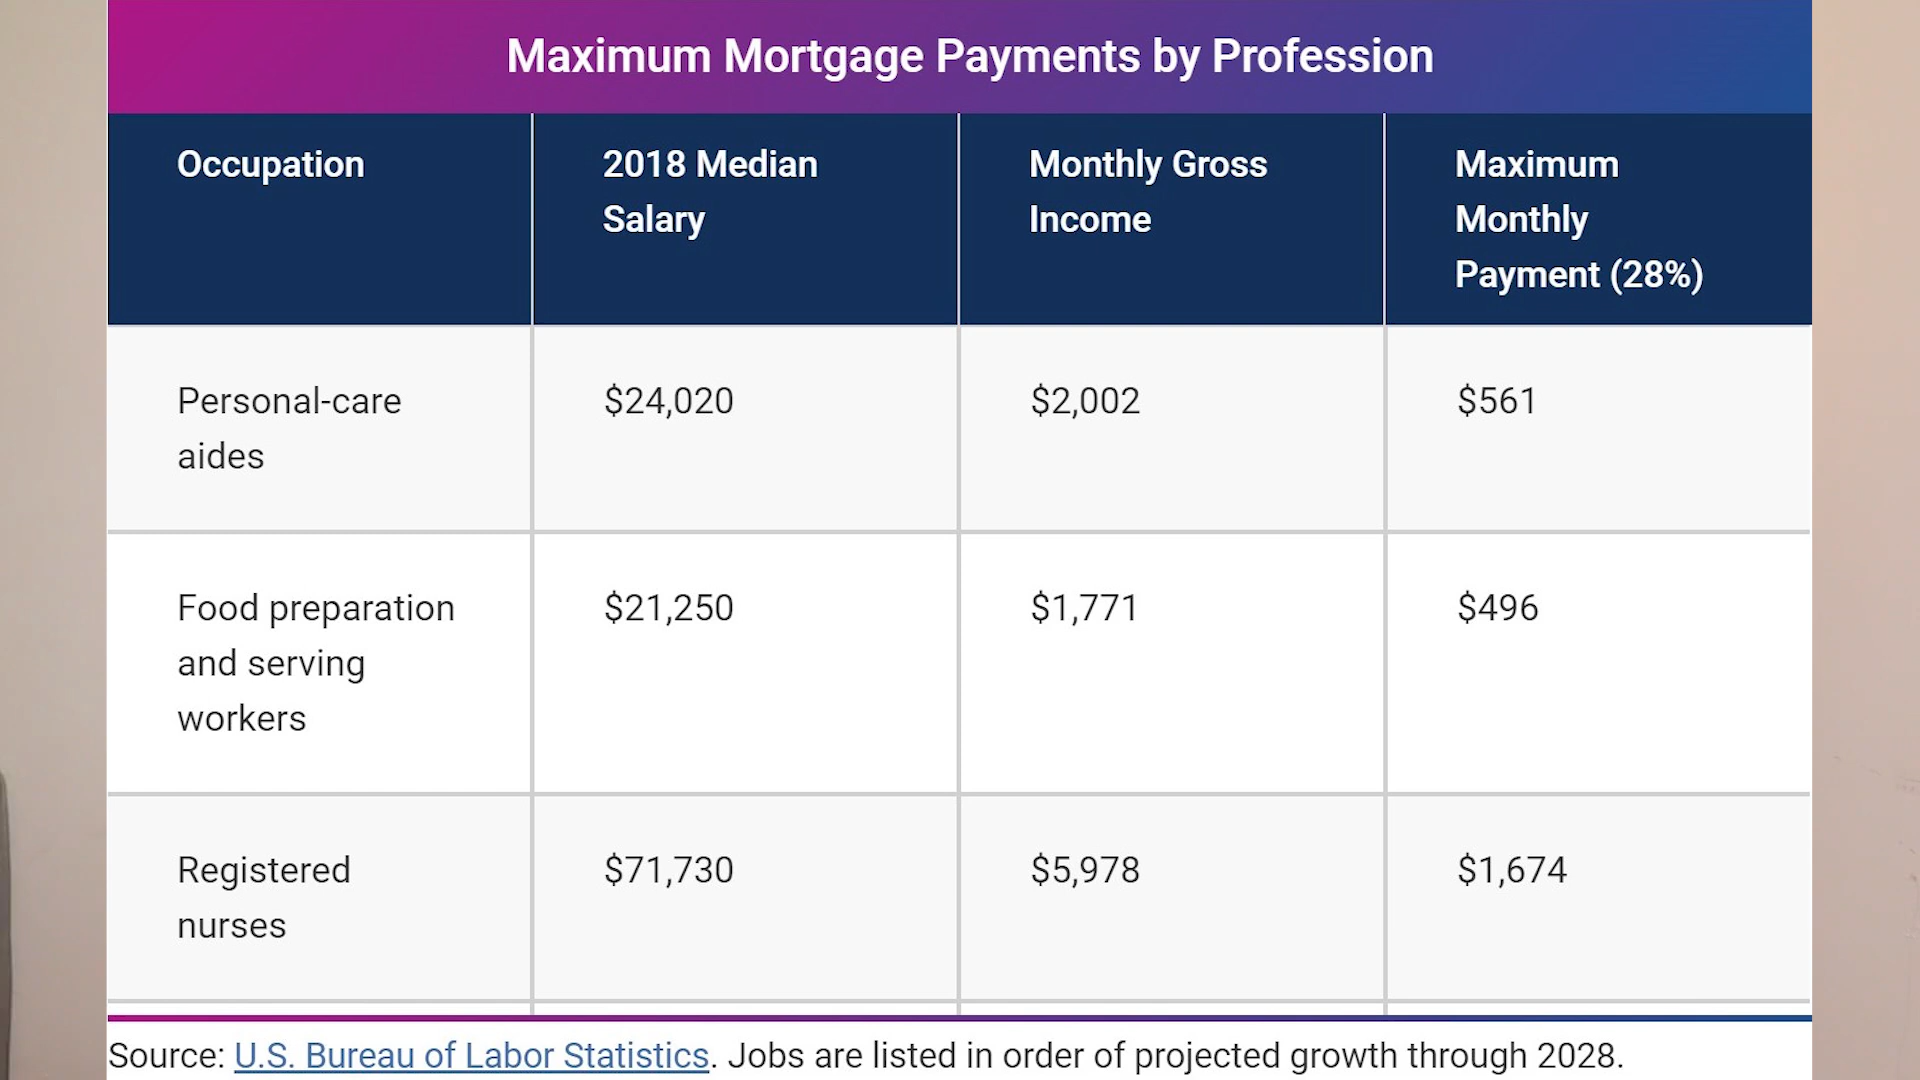 Maximum Mortgage Payments by Profession
Occupation
2018 Median
Salary
Monthly Gross
Income
Maximum
Monthly
Payment (28%)
Personal-care
aides
$24,020
$2,002
$561
Food preparation
and serving
workers
$21,250
$1,771
$496
Registered
nurses
$71,730
$5,978
$1,674
Source: U.S. Bureau of Labor Statistics. Jobs are listed in order of projected growth through 2028.